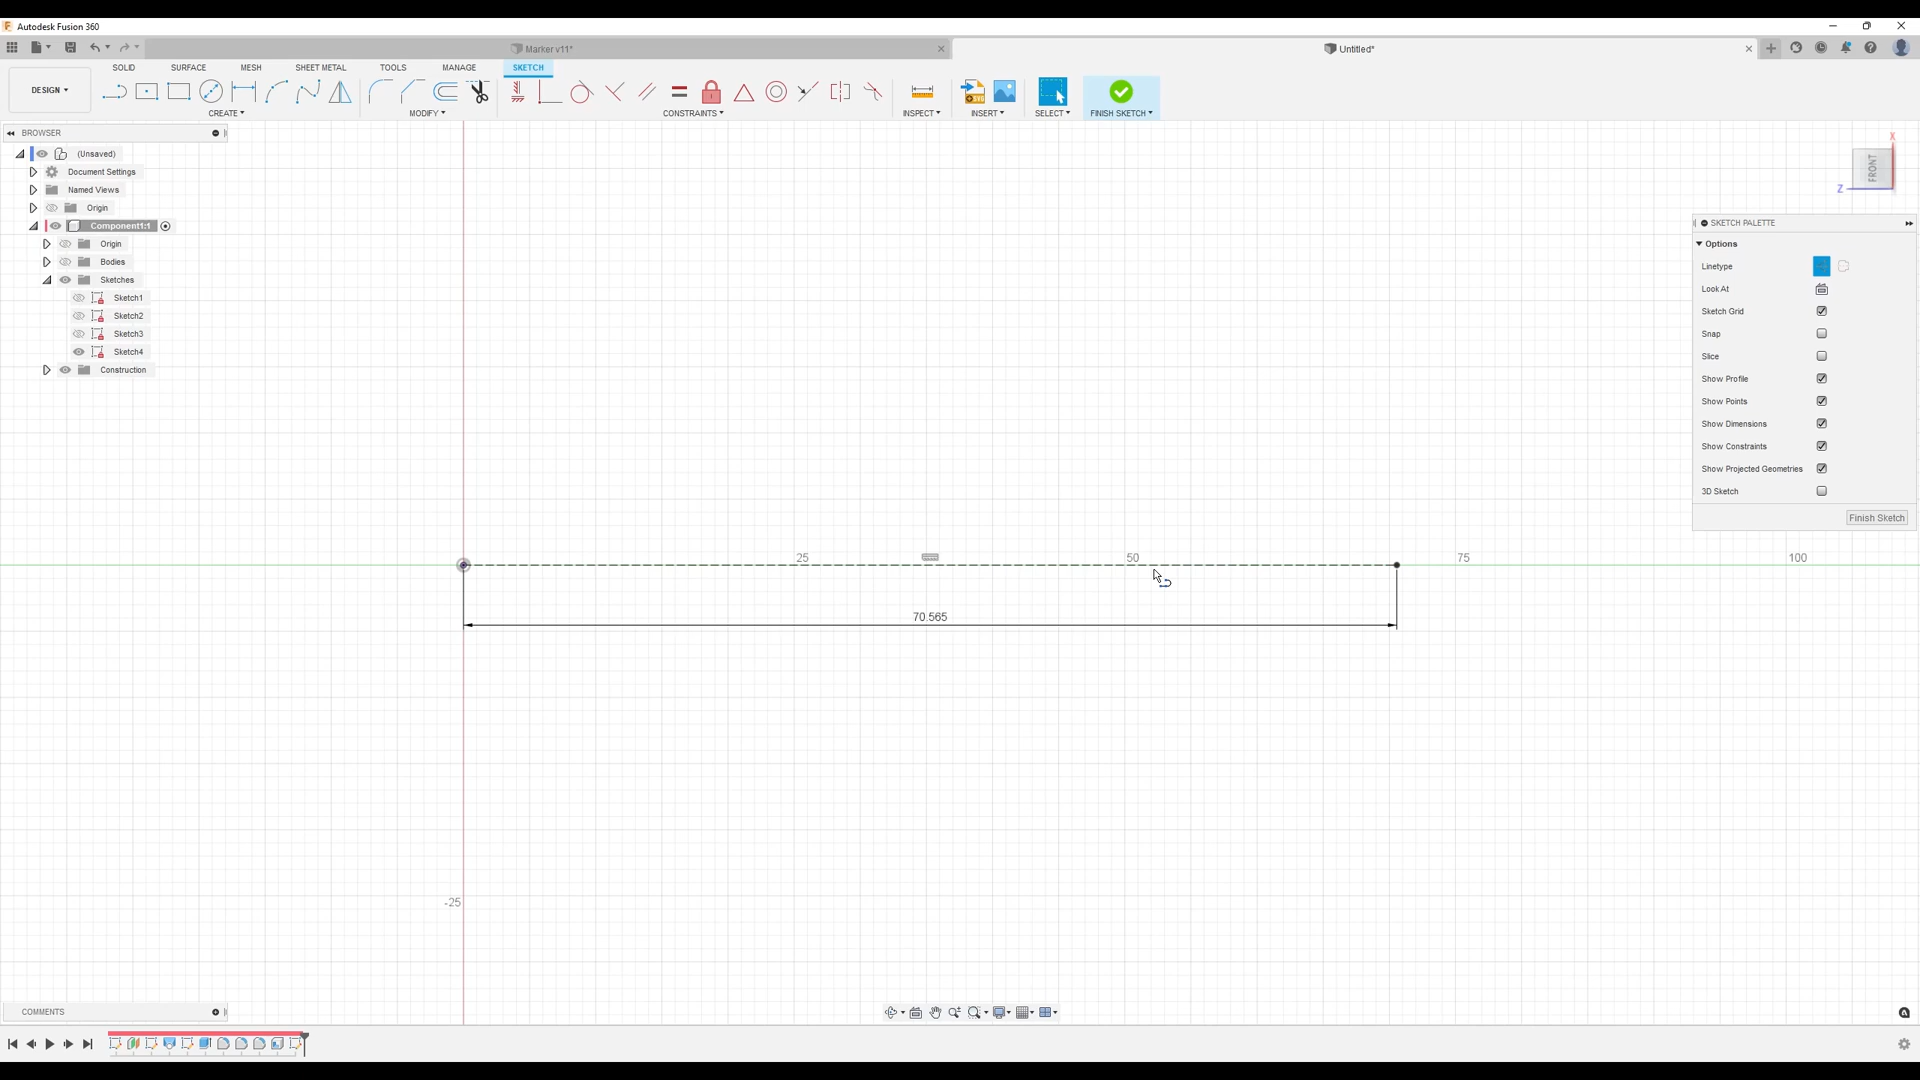 Autodesk Fusion 360
Marker v11*
Untitled*
SOLID SURFACE MESH SHEET METAL TOOLS MANAGE SKETCH
DESIGN
CREATE MODIFY CONSTRAINTS INSPECT INSERT SELECT FINISH SKETCH
BROWSER
(Unsaved)
Document Settings
Named Views
Origin
Component1:1
Origin
Bodies
Sketches
Sketch1
Sketch2
Sketch3
Sketch4
Construction
X
FRONT
Z
SKETCH PALETTE
Options
Linetype
Look At
Sketch Grid
Snap
Slice
Show Profile
Show Points
Show Dimensions
Show Constraints
Show Projected Geometries
3D Sketch
Finish Sketch
25 50 75 100
70.565
-25
COMMENTS